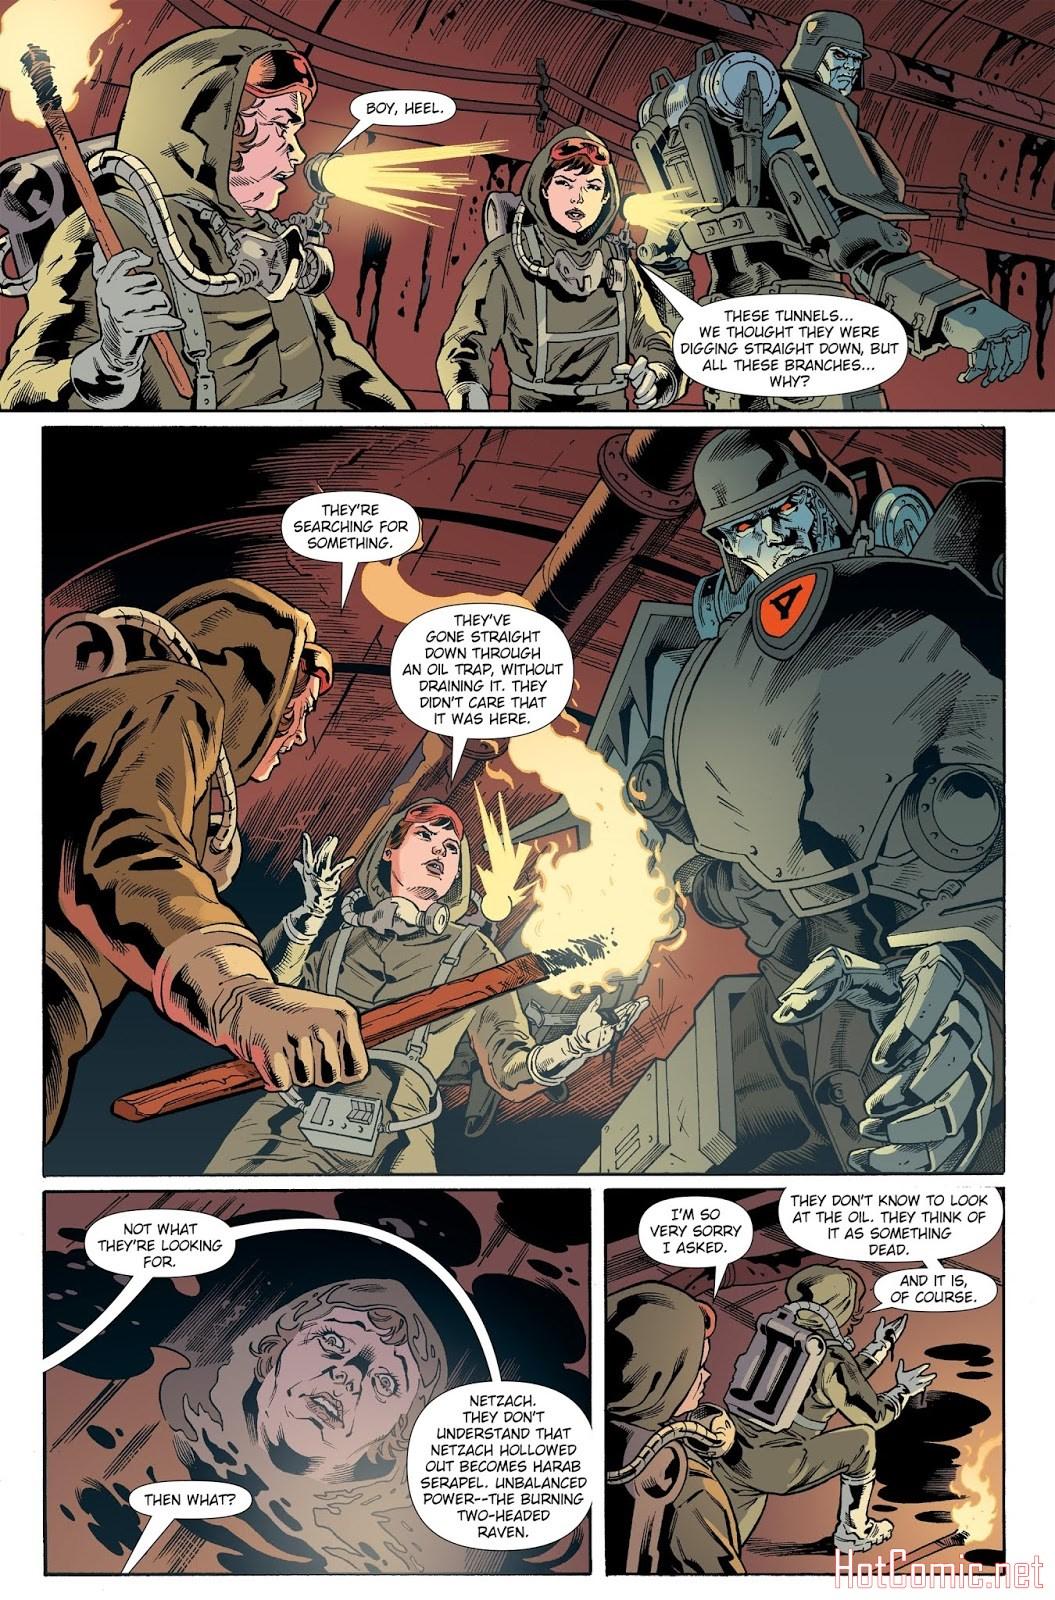 BOY, HEEL.
THESE TUNNELS...
WE THOUGHT THEY WERE
DIGGING STRAIGHT DOWN, BUT
ALL THESE BRANCHES...
WHY?
THEY'RE
SEARCHING FOR
SOMETHING.
THEY'VE
GONE STRAIGHT
DOWN THROUGH
AN OIL TRAP, WITHOUT
DRAINING IT. THEY
DIDN'T CARE THAT
IT WAS HERE.
NOT WHAT
THEY'RE LOOKING
FOR.
THEN WHAT?
NETZACH.
THEY DON'T
UNDERSTAND THAT
NETZACH HOLLOWED
OUT BECOMES HARAB
SERAPEL. UNBALANCED
POWER--THE BURNING
TWO-HEADED
RAVEN.
I'M SO
VERY SORRY
I ASKED.
THEY DON'T KNOW TO LOOK
AT THE OIL. THEY THINK OF
IT AS SOMETHING
DEAD.
AND IT IS,
OF COURSE.
HotComic.net